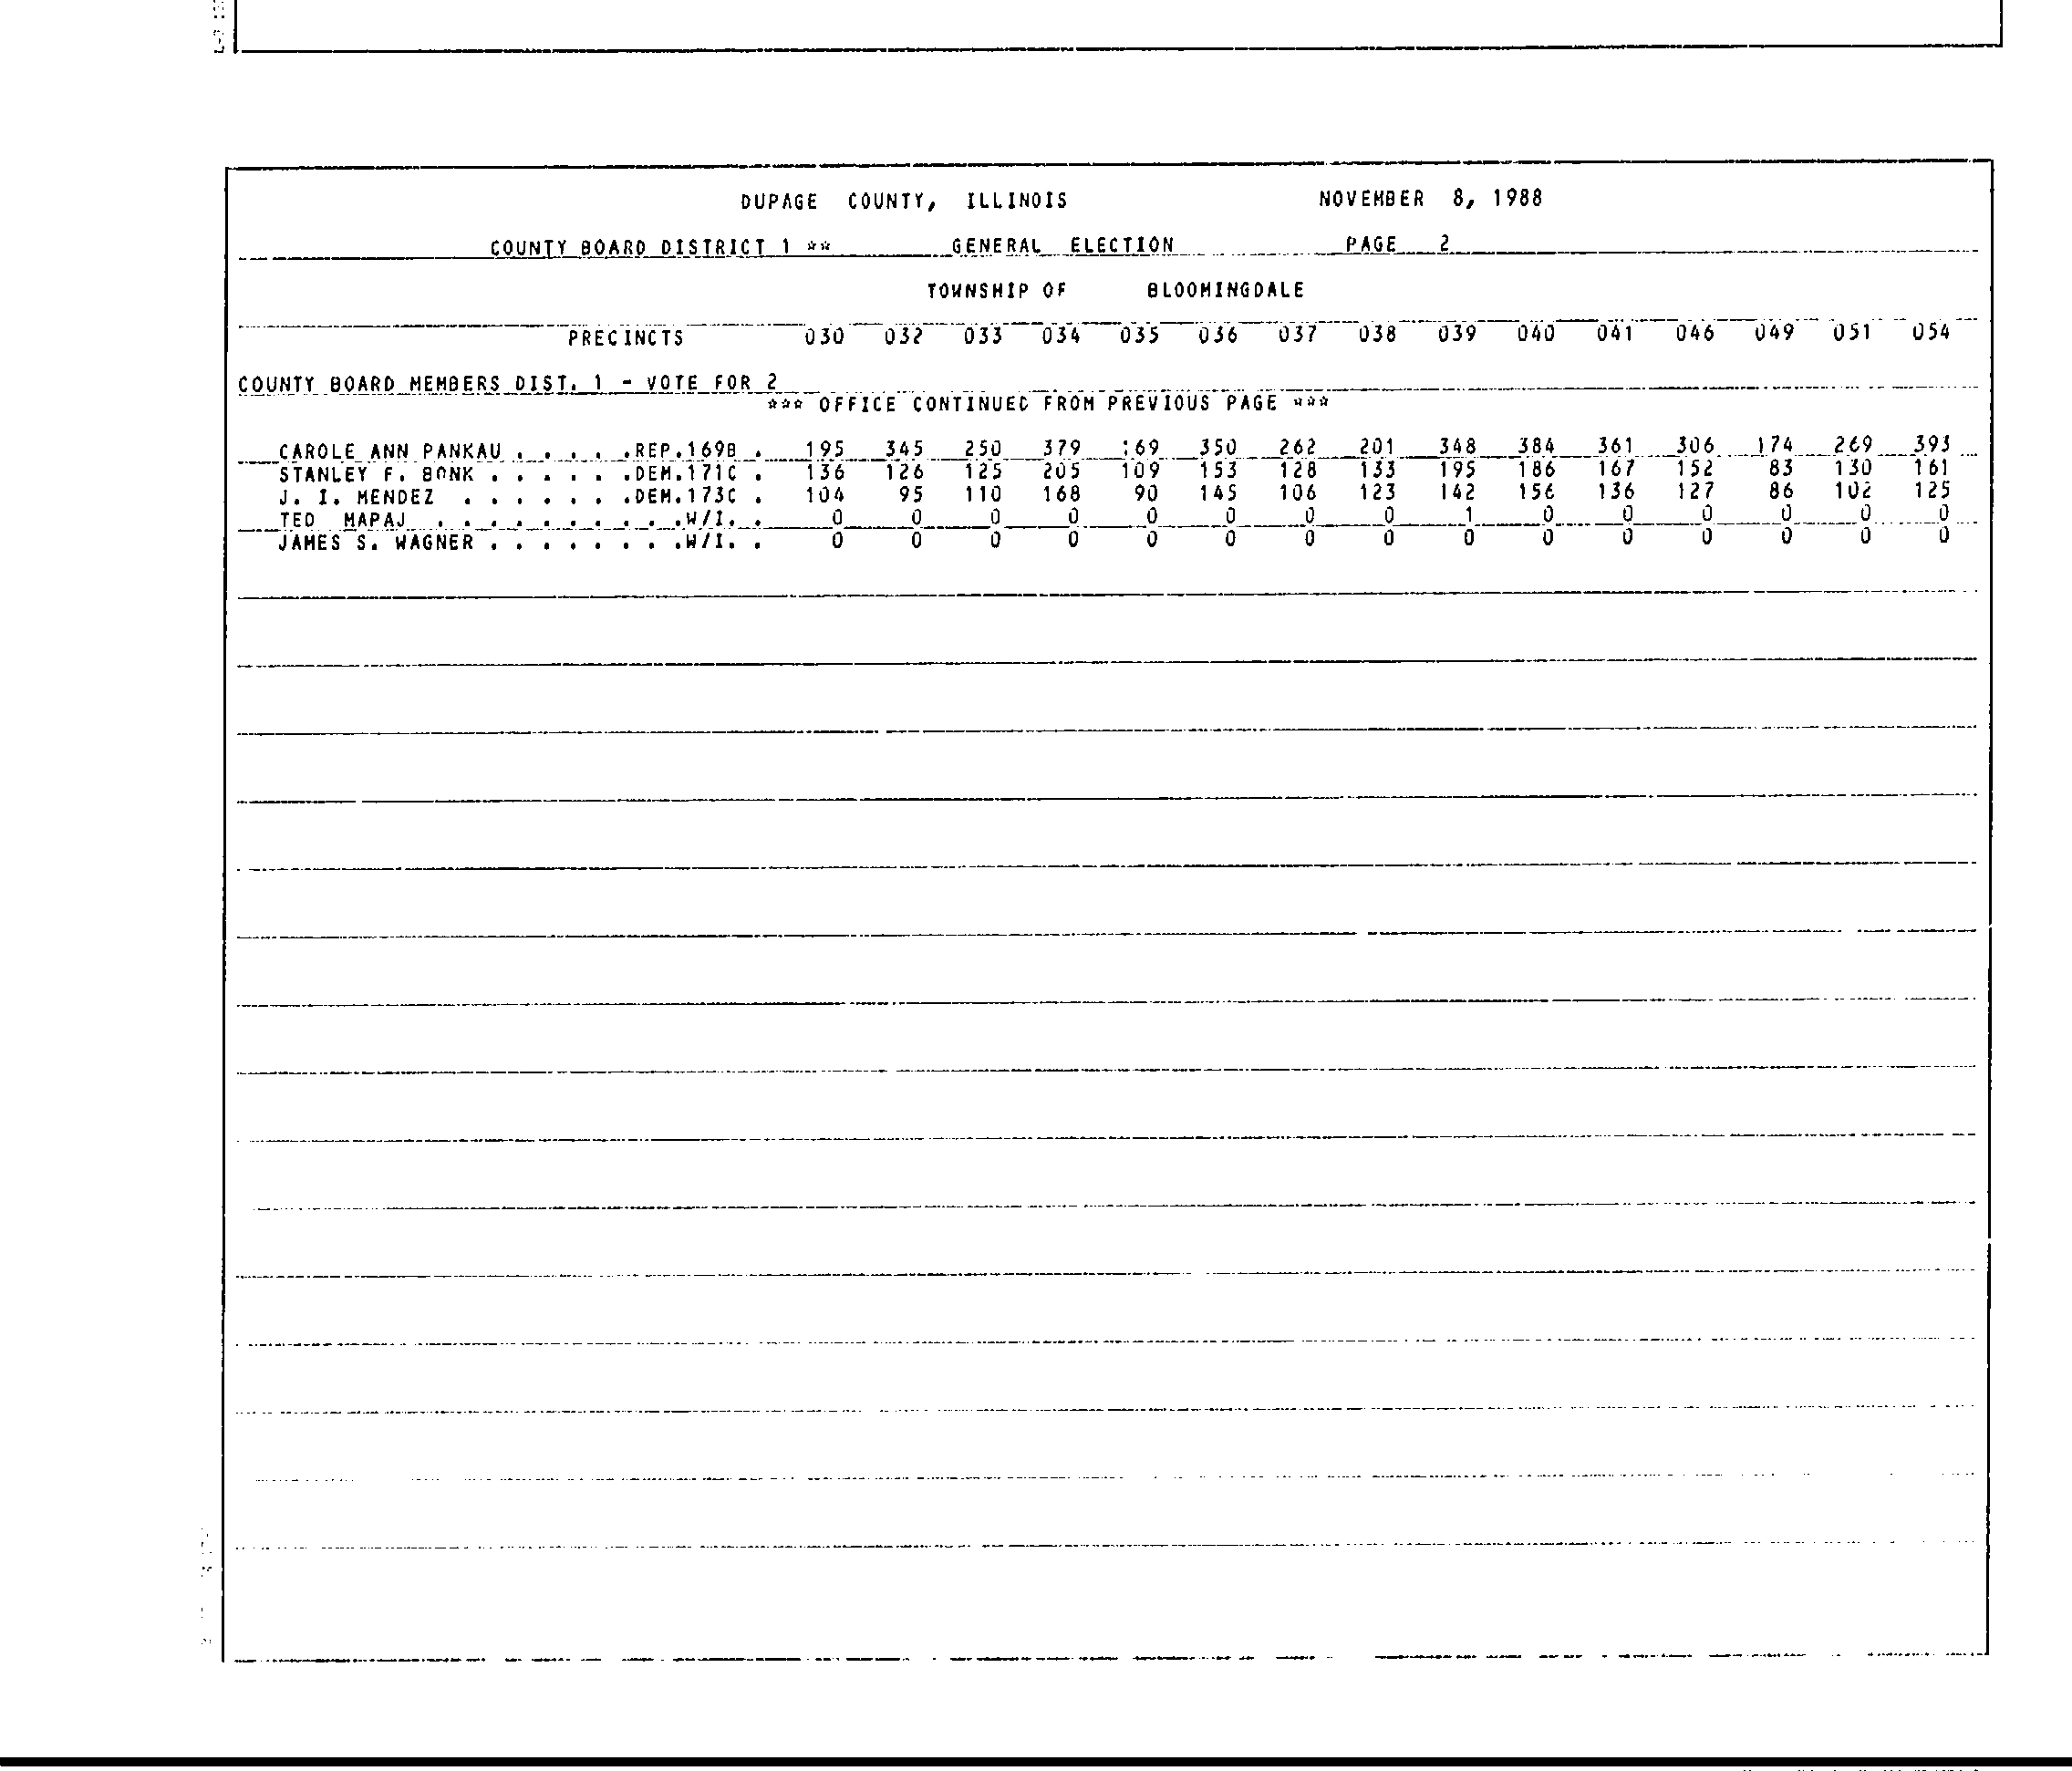 DUPAGE COUNTY, ILLINOIS NOVEMBER 8, 1988
COUNTY BOARD DISTRICT 1 ** GENERAL ELECTION PAGE 2
TOWNSHIP OF BLOOMINGDALE
PRECINCTS 030 032 033 034 035 036 037 038 039 040 041 046 049 051 054
COUNTY BOARD MEMBERS DIST. 1 - VOTE FOR 2
*** OFFICE CONTINUED FROM PREVIOUS PAGE ***
CAROLE ANN PANKAU . . . . .REP.169B . 195 345 250 379 169 350 262 201 348 384 361 306 174 269 393
STANLEY F. BONK . . . . . .DEM.171C . 136 126 125 205 109 153 128 133 195 186 167 152 83 130 161
J. I. MENDEZ . . . . . . .DEM.173C . 104 95 110 168 90 145 106 123 142 156 136 127 86 102 125
TED MAPAJ . . . . . . . . . .W/I. . 0 0 0 0 0 0 0 0 1 0 0 0 0 0 0
JAMES S. WAGNER . . . . . . . .W/I. . 0 0 0 0 0 0 0 0 0 0 0 0 0 0 0